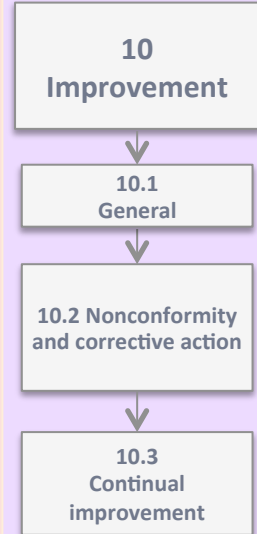 10
Improvement
10.1
General
10.2 Nonconformity
and corrective action
10.3
Continual
improvement